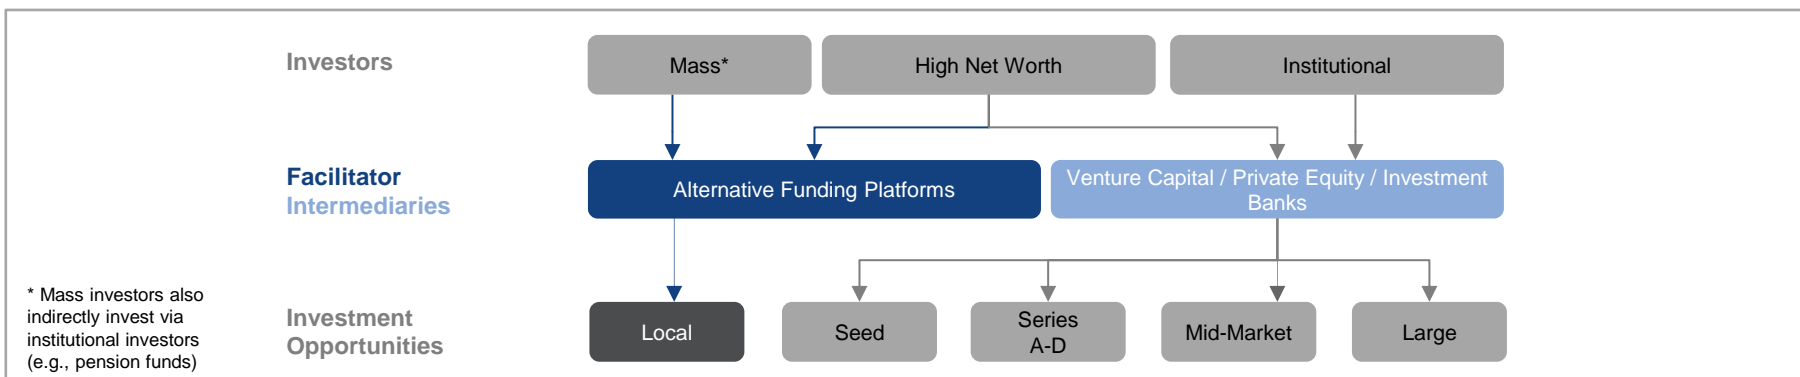 Investors
Mass*
High Net Worth
Institutional
Facilitator
Intermediaries
Alternative Funding Platforms
Venture Capital / Private Equity / Investment
Banks
* Mass investors also
indirectly invest via
institutional investors
(e.g., pension funds)
Investment
Opportunities
Local
Seed
Series
A-D
Mid-Market
Large